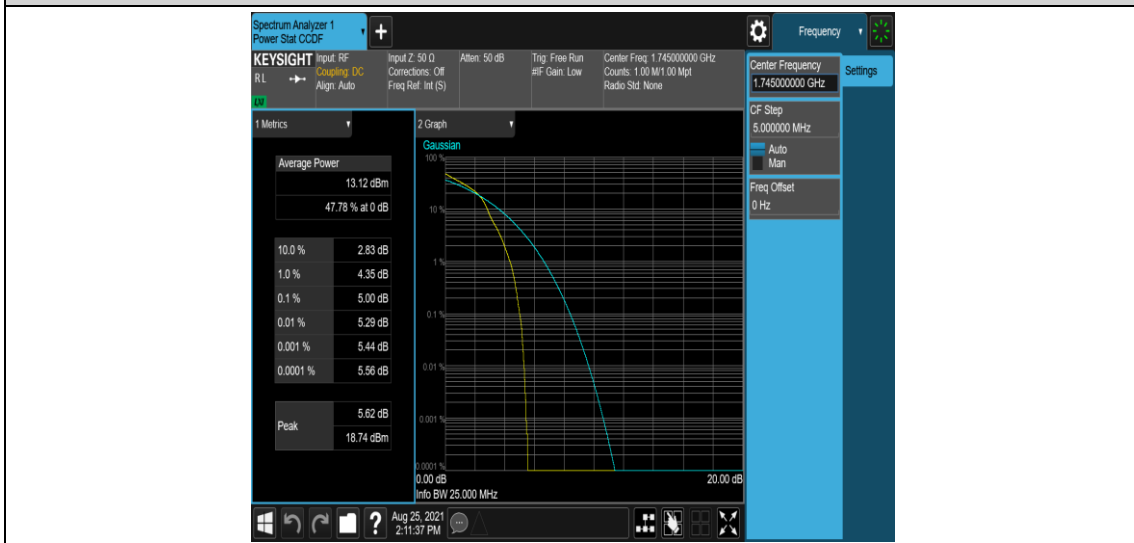 Spectrum Analyzer 1
Power Stat CCDF
+
Frequency
KEYSIGHT
RL
Input: RF
Coupling: DC
Align: Auto
Input Z: 50 Ω
Corrections: Off
Freq Ref: Int (S)
Atten: 50 dB
Trig: Free Run
#IF Gain: Low
Center Freq: 1.745000000 GHz
Counts: 1.00 M/1.00 Mpt
Radio Std: None
Center Frequency
1.745000000 GHz
Settings
CF Step
5.000000 MHz
Auto
Man
Freq Offset
0 Hz
1 Metrics
Average Power
13.12 dBm
47.78 % at 0 dB
10.0 % 2.83 dB
1.0 % 4.35 dB
0.1 % 5.00 dB
0.01 % 5.29 dB
0.001 % 5.44 dB
0.0001 % 5.56 dB
Peak
5.62 dB
18.74 dBm
2 Graph
Gaussian
100 %
10 %
1 %
0.1 %
0.01 %
0.001 %
0.0001 %
0.00 dB 20.00 dB
Info BW 25.000 MHz
?
Aug 25, 2021
2:11:37 PM